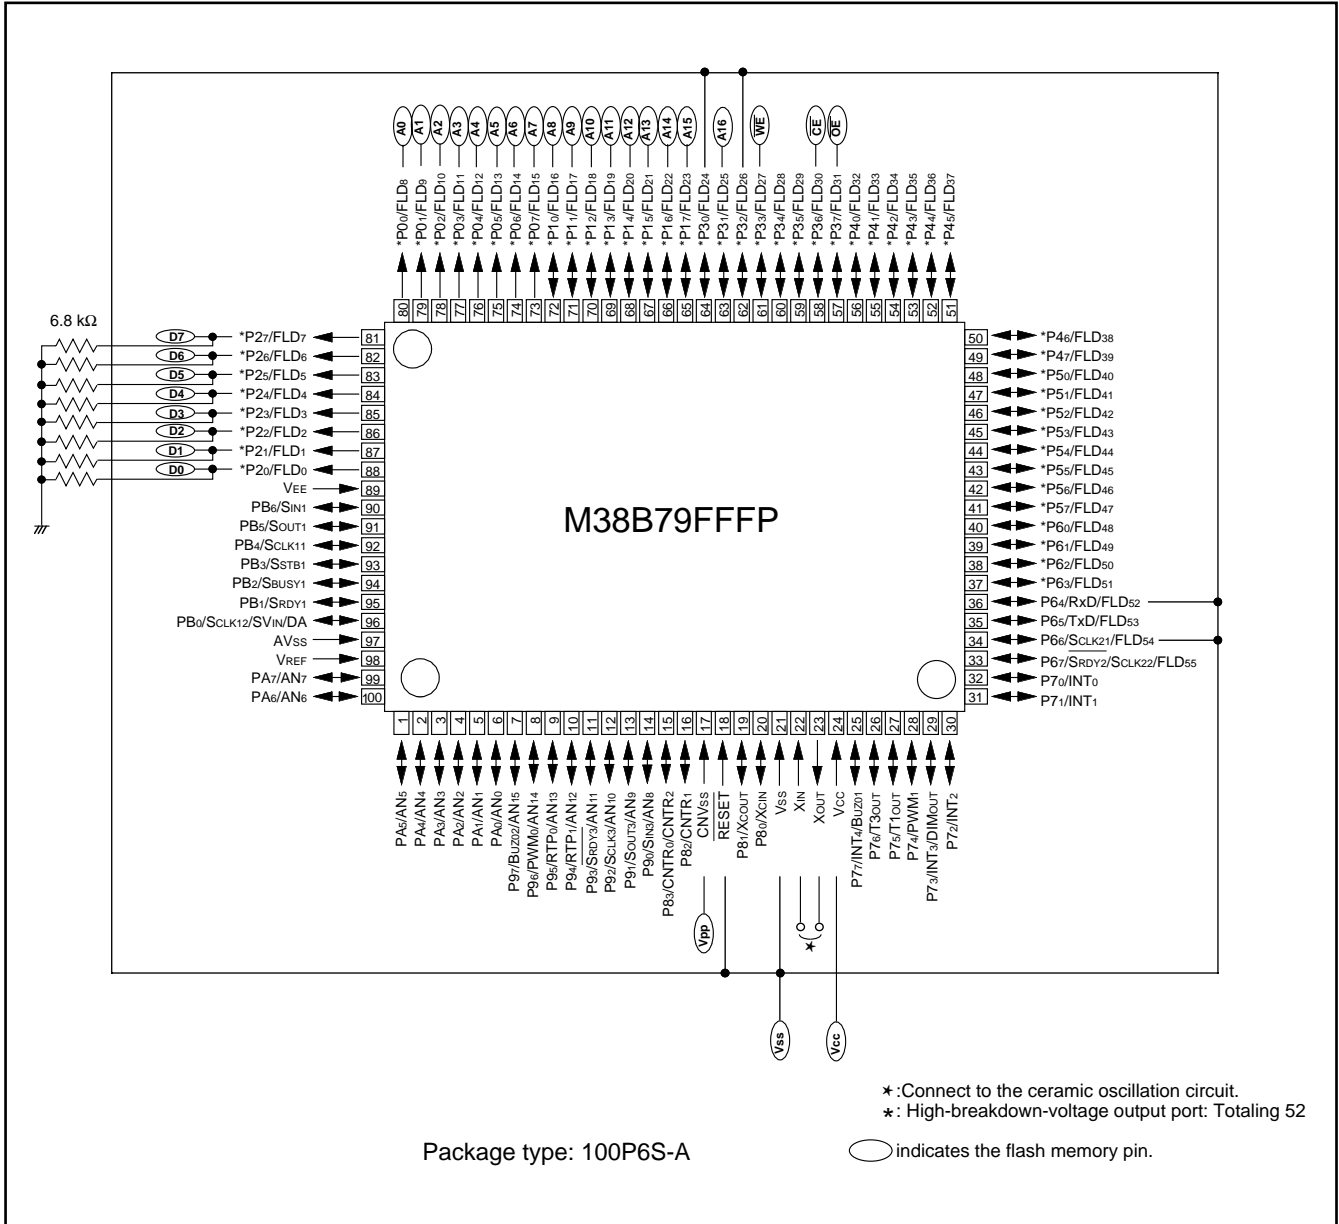 A0
A1
A2
A3
A4
A5
A6
A7
A8
A9
A10
A11
A12
A13
A14
A15
A16
WE
CE
OE
*P00/FLD8
*P01/FLD9
*P02/FLD10
*P03/FLD11
*P04/FLD12
*P05/FLD13
*P06/FLD14
*P07/FLD15
*P10/FLD16
*P11/FLD17
*P12/FLD18
*P13/FLD19
*P14/FLD20
*P15/FLD21
*P16/FLD22
*P17/FLD23
*P30/FLD24
*P31/FLD25
*P32/FLD26
*P33/FLD27
*P34/FLD28
*P35/FLD29
*P36/FLD30
*P37/FLD31
*P40/FLD32
*P41/FLD33
*P42/FLD34
*P43/FLD35
*P44/FLD36
*P45/FLD37
80 79 78 77 76 75 74 73 72 71 70 69 68 67 66 65 64 63 62 61 60 59 58 57 56 55 54 53 52 51
6.8 kΩ
D7 *P27/FLD7 81
D6 *P26/FLD6 82
D5 *P25/FLD5 83
D4 *P24/FLD4 84
D3 *P23/FLD3 85
D2 *P22/FLD2 86
D1 *P21/FLD1 87
D0 *P20/FLD0 88
VEE 89
PB6/SIN1 90
PB5/SOUT1 91
PB4/SCLK11 92
PB3/SSTB1 93
PB2/SBUSY1 94
PB1/SRDY1 95
PB0/SCLK12/SVIN/DA 96
AVSS 97
VREF 98
PA7/AN7 99
PA6/AN6 100
M38B79FFFP
50 *P46/FLD38
49 *P47/FLD39
48 *P50/FLD40
47 *P51/FLD41
46 *P52/FLD42
45 *P53/FLD43
44 *P54/FLD44
43 *P55/FLD45
42 *P56/FLD46
41 *P57/FLD47
40 *P60/FLD48
39 *P61/FLD49
38 *P62/FLD50
37 *P63/FLD51
36 P64/RxD/FLD52
35 P65/TxD/FLD53
34 P66/SCLK21/FLD54
33 P67/SRDY2/SCLK22/FLD55
32 P70/INT0
31 P71/INT1
1 2 3 4 5 6 7 8 9 10 11 12 13 14 15 16 17 18 19 20 21 22 23 24 25 26 27 28 29 30
PA5/AN5
PA4/AN4
PA3/AN3
PA2/AN2
PA1/AN1
PA0/AN0
P97/BUZ02/AN15
P96/PWM0/AN14
P95/RTP0/AN13
P94/RTP1/AN12
P93/SRDY3/AN11
P92/SCLK3/AN10
P91/SOUT3/AN9
P90/SIN3/AN8
P83/CNTR0/CNTR2
P82/CNTR1
CNVSS
RESET
P81/XCOUT
P80/XCIN
VSS
XIN
XOUT
VCC
P77/INT4/BUZ01
P76/T3OUT
P75/T1OUT
P74/PWM1
P73/INT3/DIMOUT
P72/INT2
Vpp
*
Vss
Vcc
*:Connect to the ceramic oscillation circuit.
*: High-breakdown-voltage output port: Totaling 52
Package type: 100P6S-A
indicates the flash memory pin.